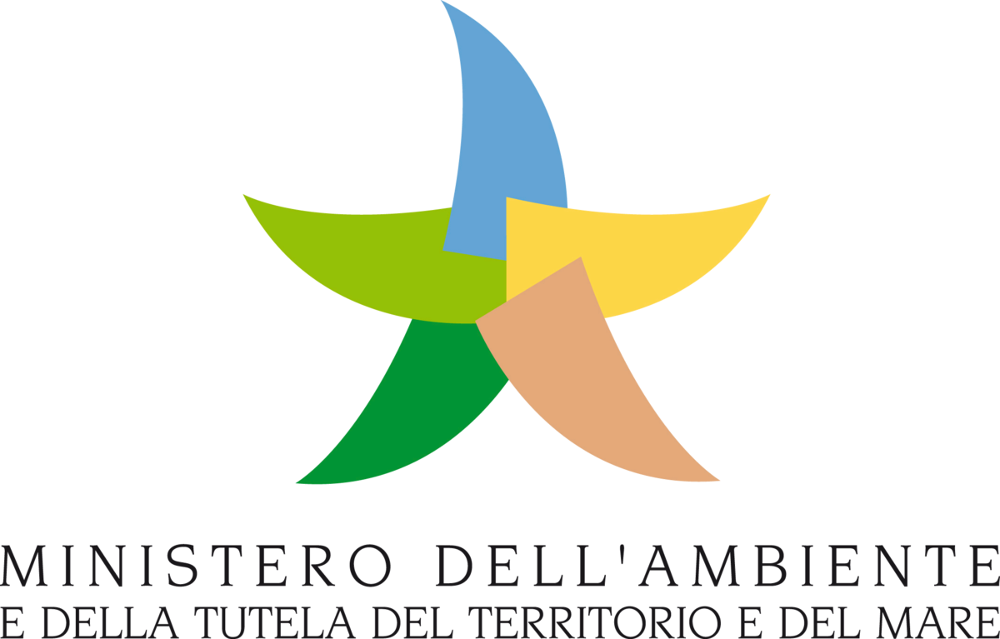 MINISTERO DELL'AMBIENTE
E DELLA TUTELA DEL TERRITORIO E DEL MARE